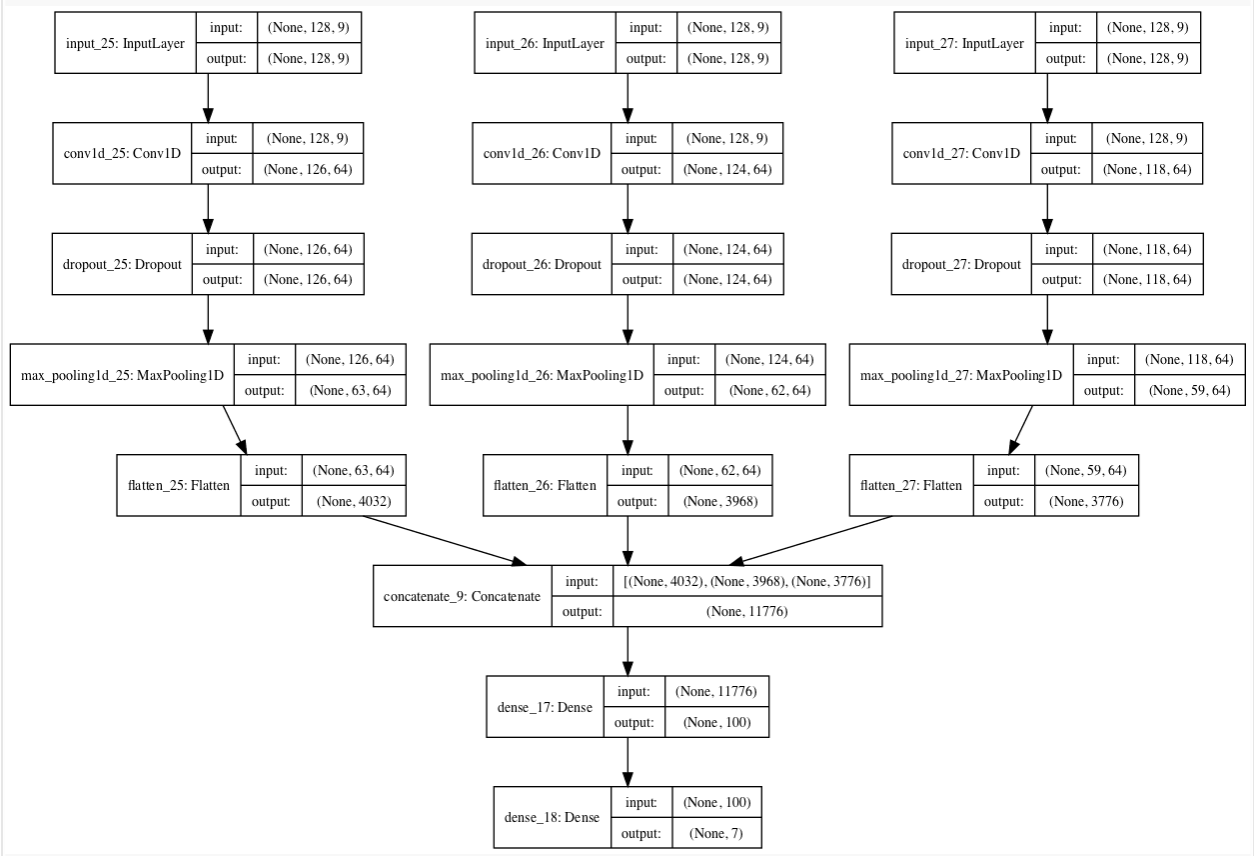 input_25: InputLayer
input: (None, 128, 9)
output: (None, 128, 9)
input_26: InputLayer
input: (None, 128, 9)
output: (None, 128, 9)
input_27: InputLayer
input: (None, 128, 9)
output: (None, 128, 9)
conv1d_25: Conv1D
input: (None, 128, 9)
output: (None, 126, 64)
conv1d_26: Conv1D
input: (None, 128, 9)
output: (None, 124, 64)
conv1d_27: Conv1D
input: (None, 128, 9)
output: (None, 118, 64)
dropout_25: Dropout
input: (None, 126, 64)
output: (None, 126, 64)
dropout_26: Dropout
input: (None, 124, 64)
output: (None, 124, 64)
dropout_27: Dropout
input: (None, 118, 64)
output: (None, 118, 64)
max_pooling1d_25: MaxPooling1D
input: (None, 126, 64)
output: (None, 63, 64)
max_pooling1d_26: MaxPooling1D
input: (None, 124, 64)
output: (None, 62, 64)
max_pooling1d_27: MaxPooling1D
input: (None, 118, 64)
output: (None, 59, 64)
flatten_25: Flatten
input: (None, 63, 64)
output: (None, 4032)
flatten_26: Flatten
input: (None, 62, 64)
output: (None, 3968)
flatten_27: Flatten
input: (None, 59, 64)
output: (None, 3776)
concatenate_9: Concatenate
input: [(None, 4032), (None, 3968), (None, 3776)]
output: (None, 11776)
dense_17: Dense
input: (None, 11776)
output: (None, 100)
dense_18: Dense
input: (None, 100)
output: (None, 7)